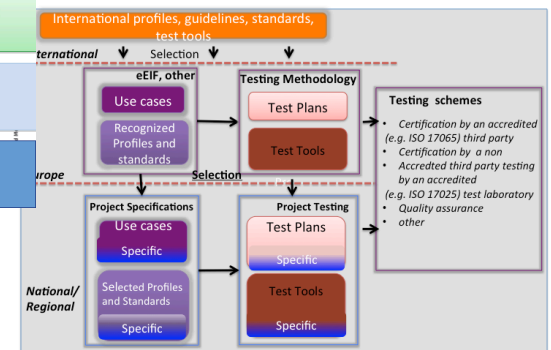 International profiles, guidelines, standards,
test tools
ternational
Selection
eEIF, other
Testing Methodology
Use cases
Recognized
Profiles and
standards
Test Plans
Test Tools
Testing schemes
• Certification by an accredited
(e.g. ISO 17065) third party
• Certification by a non
• Accredted third party testing
by an accredited
(e.g. ISO 17025) test laboratory
• Quality assurance
• other
urope
Selection
Project Specifications
Project Testing
Use cases
Specific
Test Plans
Specific
National/
Regional
Selected Profiles
and Standards
Specific
Test Tools
Specific